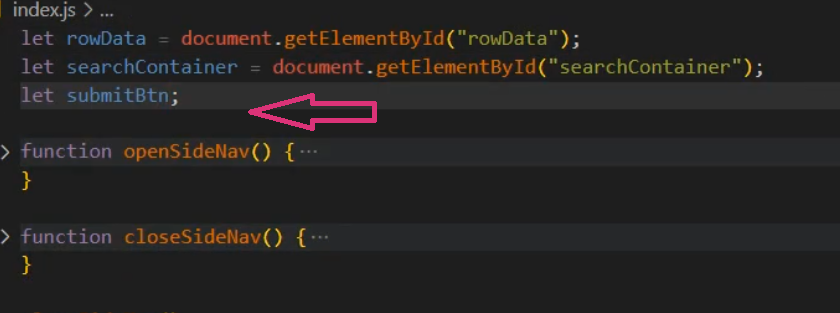 index.js > ...
let rowData = document.getElementById("rowData");
let searchContainer = document.getElementById("searchContainer");
let submitBtn;
function openSideNav() {···
}
function closeSideNav() {···
}